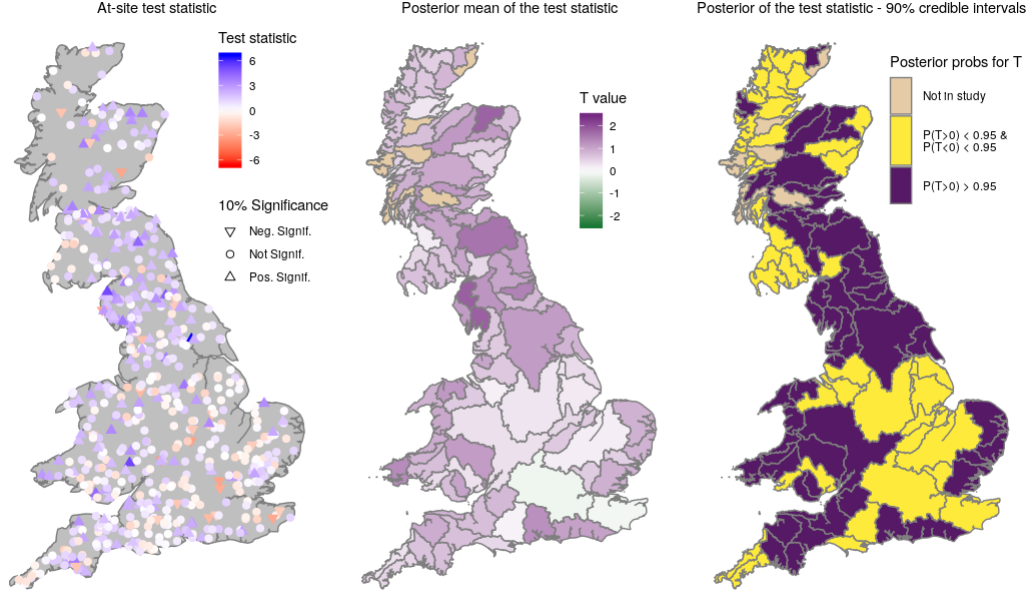 At-site test statistic
Test statistic
6
3
0
-3
-6
10% Significance
Neg. Signif.
Not Signif.
Pos. Signif.
Posterior mean of the test statistic
T value
2
1
0
-1
-2
Posterior of the test statistic - 90% credible intervals
Posterior probs for T
Not in study
P(T>0) < 0.95 &
P(T<0) < 0.95
P(T>0) > 0.95